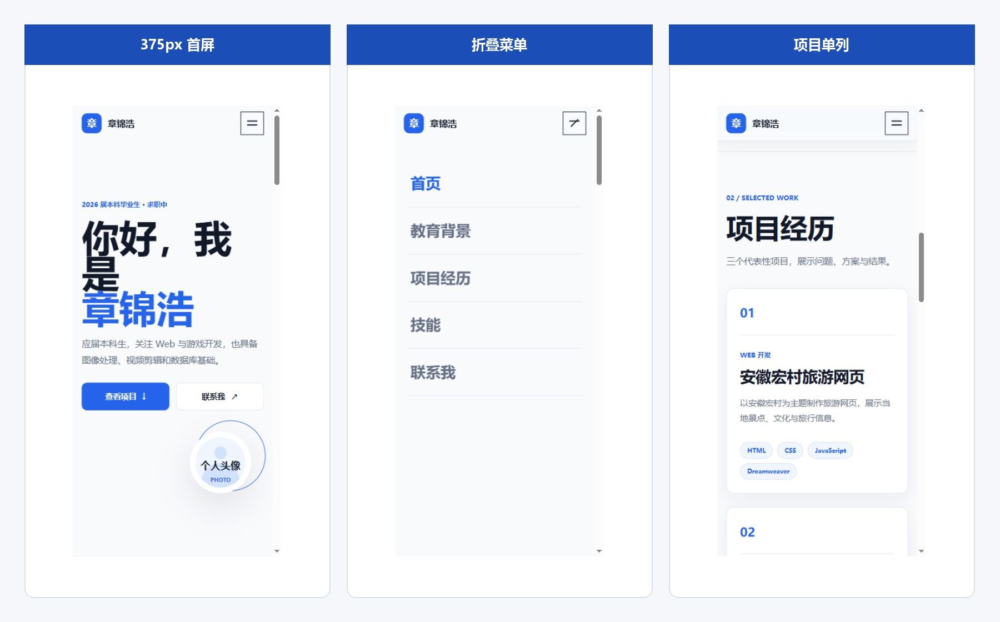 375px 首屏
章 章锦浩
2026 届本科毕业生 • 求职中
你好，我
是
章锦浩
应届本科生，关注 Web 与游戏开发，也具备
图像处理、视频剪辑和数据库基础。
查看项目 ↓ 联系我 ↗
个人头像
PHOTO
折叠菜单
章 章锦浩
首页
教育背景
项目经历
技能
联系我
项目单列
章 章锦浩
02 / SELECTED WORK
项目经历
三个代表性项目，展示问题、方案与结果。
01
WEB 开发
安徽宏村旅游网页
以安徽宏村为主题制作旅游网页，展示当
地景点、文化与旅行信息。
HTML CSS JavaScript
Dreamweaver
02